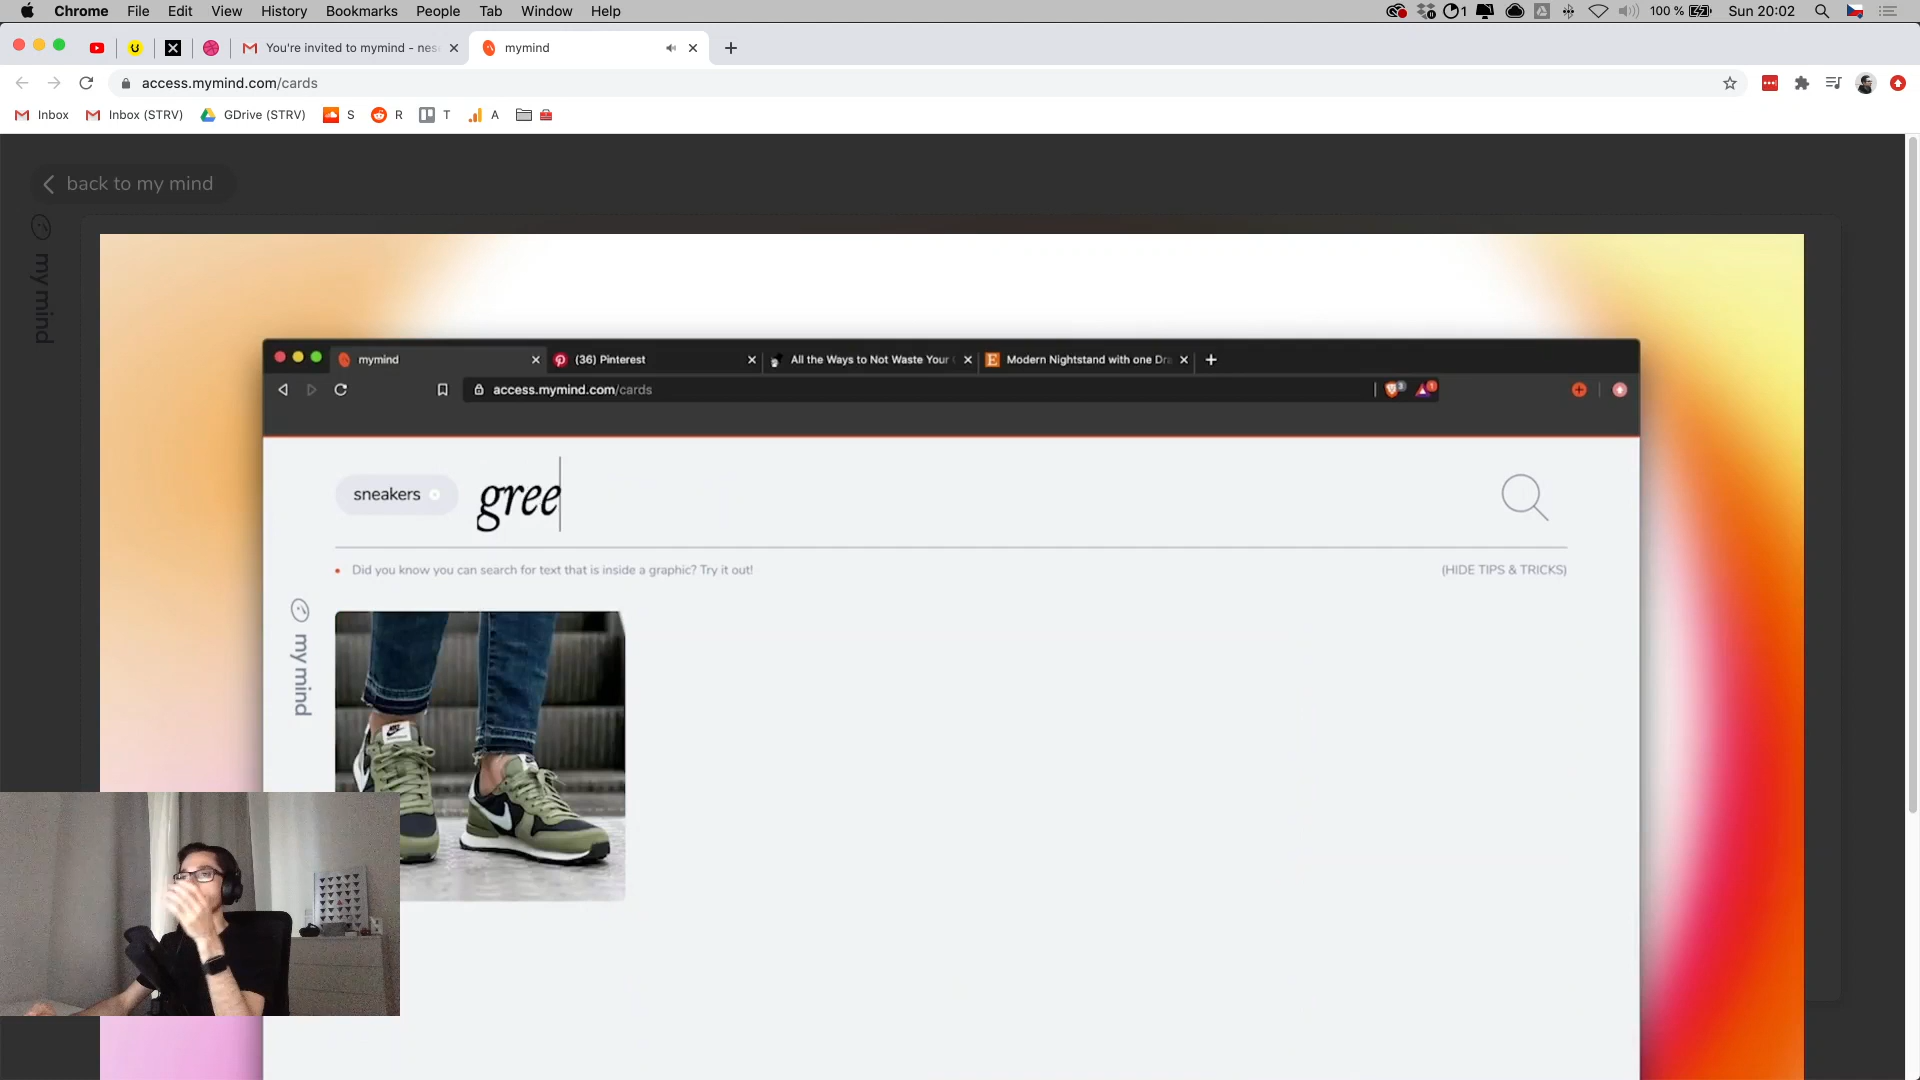 Chrome File Edit View History Bookmarks People Tab Window Help
1 100 % Sun 20:02
You're invited to mymind - nes
mymind
access.mymind.com/cards
Inbox Inbox (STRV) GDrive (STRV) S R T A
back to my mind
my mind
mymind (36) Pinterest All the Ways to Not Waste Your Modern Nightstand with one Dra
access.mymind.com/cards 3 1
sneakers gree
Did you know you can search for text that is inside a graphic? Try it out! (HIDE TIPS & TRICKS)
my mind